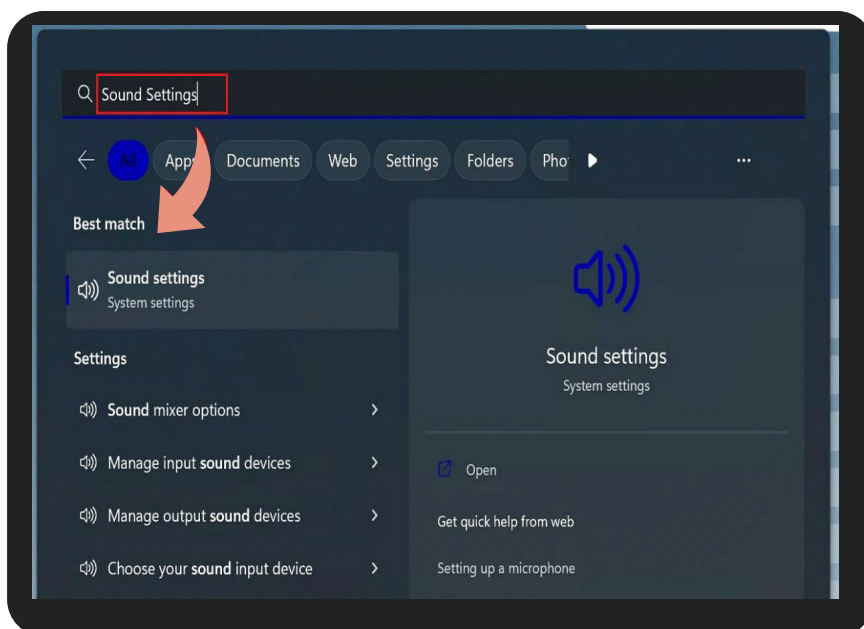 Sound Settings
All Apps Documents Web Settings Folders Pho ...
Best match
Sound settings
System settings
Settings
Sound mixer options
Manage input sound devices
Manage output sound devices
Choose your sound input device
Sound settings
System settings
Open
Get quick help from web
Setting up a microphone